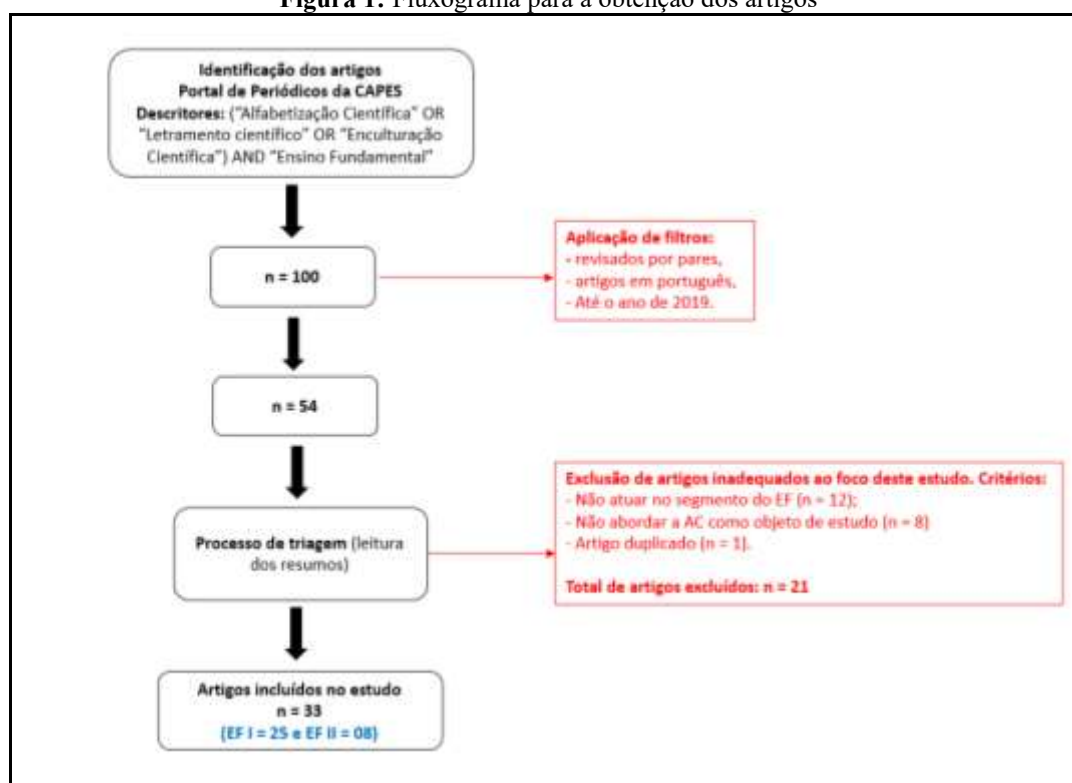 Figura 1: Fluxograma para a obtenção dos artigos
Identificação dos artigos
Portal de Periódicos da CAPES
Descritores: ("Alfabetização Científica" OR
"Letramento científico" OR "Enculturação
Científica") AND "Ensino Fundamental"
n = 100
Aplicação de filtros:
- revisados por pares,
- artigos em português,
- Até o ano de 2019.
n = 54
Processo de triagem (leitura
dos resumos)
Exclusão de artigos inadequados ao foco deste estudo. Critérios:
- Não atuar no segmento do EF (n = 12);
- Não abordar a AC como objeto de estudo (n = 8)
- Artigo duplicado (n = 1).
Total de artigos excluídos: n = 21
Artigos incluídos no estudo
n = 33
(EF I = 25 e EF II = 08)